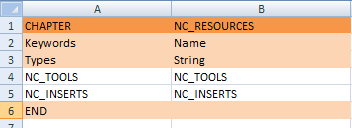 A B
1 CHAPTER NC_RESOURCES
2 Keywords Name
3 Types String
4 NC_TOOLS NC_TOOLS
5 NC_INSERTS NC_INSERTS
6 END